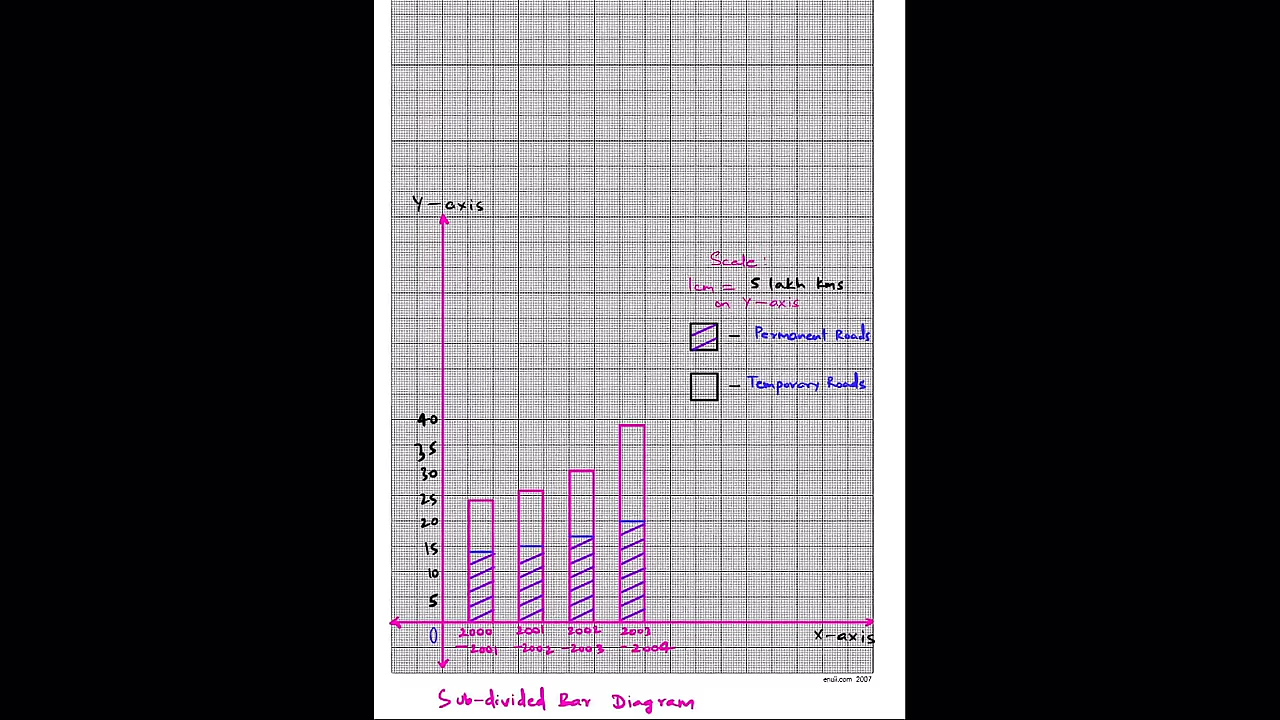 Y-axis
Scale:
1cm = 5 lakh kms
on Y-axis
- Permanent Roads
- Temporary Roads
40
35
30
25
20
15
10
5
0
2000 2001 2002 2003
-2001 -2002 -2003 -2004
X-axis
enuii.com 2007
Sub-divided Bar Diagram